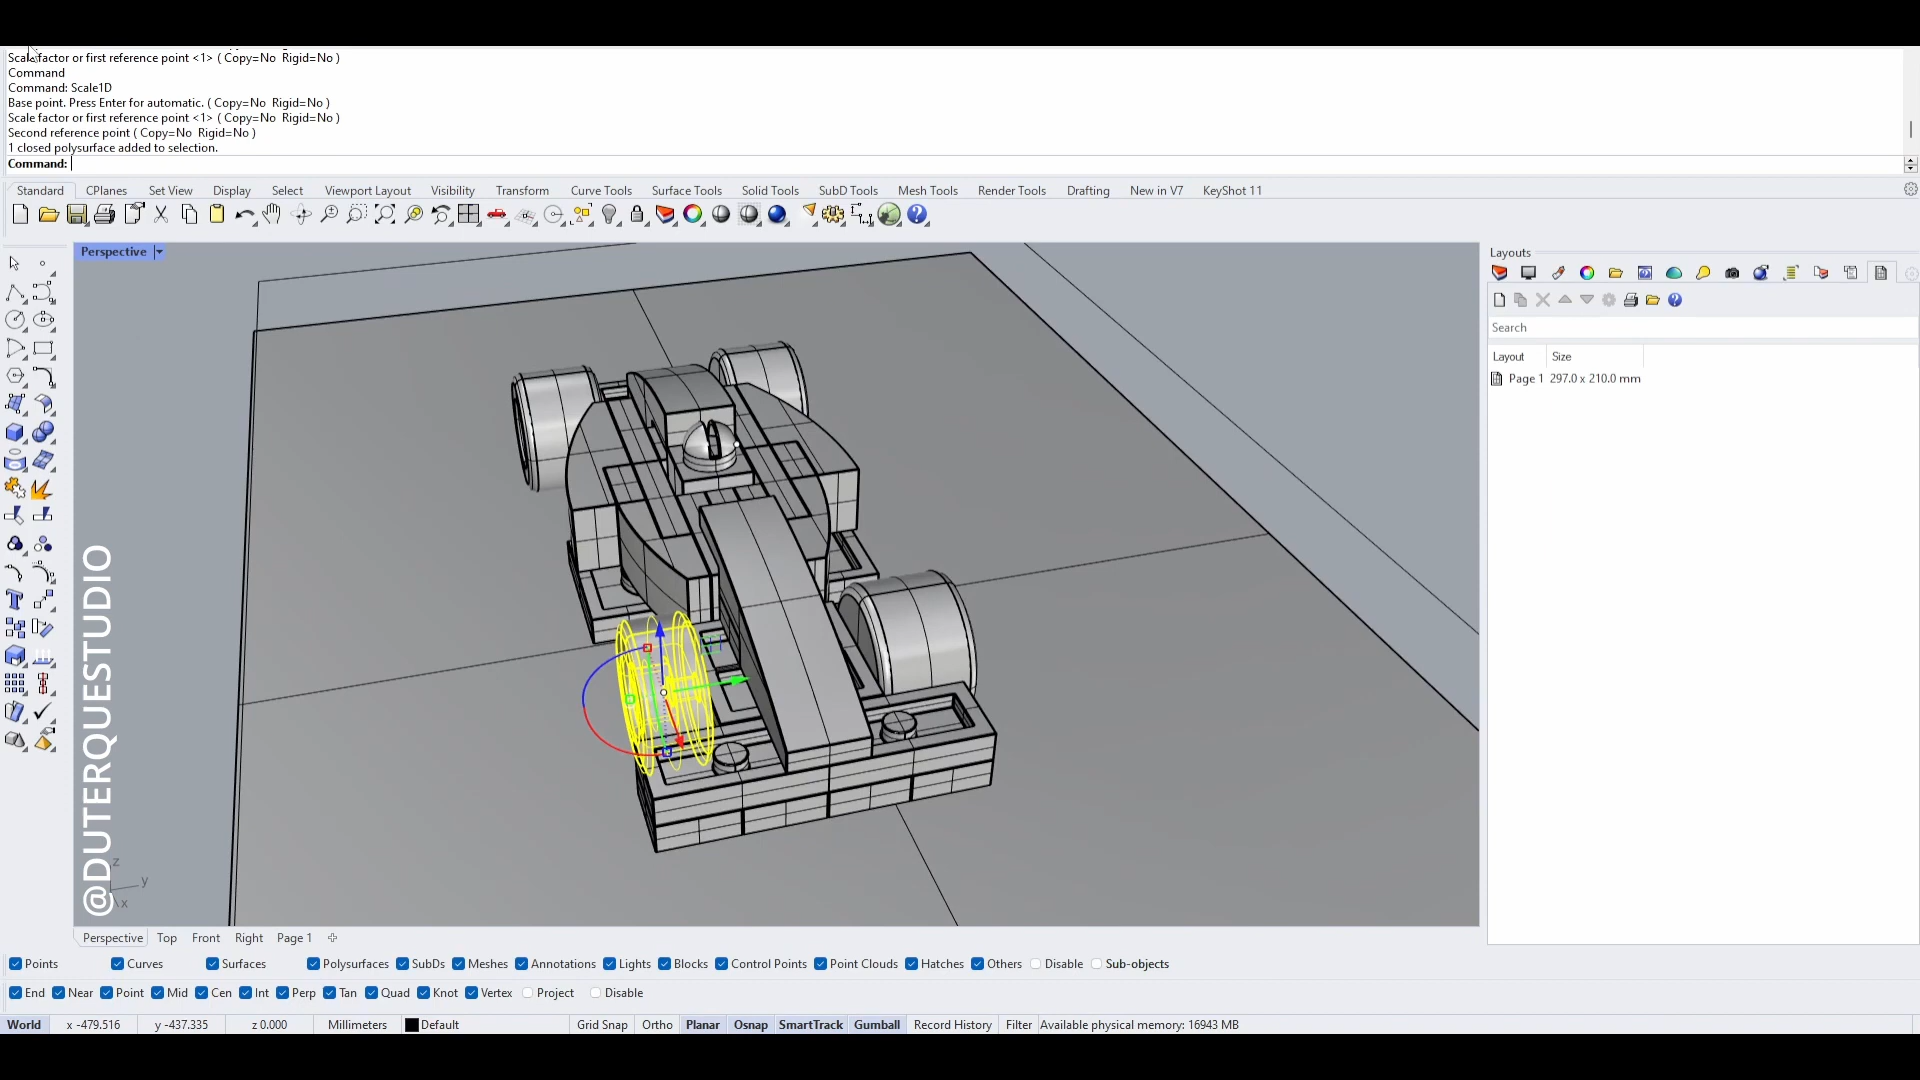 Scale factor or first reference point <1> ( Copy=No Rigid=No )
Command
Command: Scale1D
Base point. Press Enter for automatic. ( Copy=No Rigid=No )
Scale factor or first reference point <1> ( Copy=No Rigid=No )
Second reference point ( Copy=No Rigid=No )
1 closed polysurface added to selection.
Command:
Standard CPlanes Set View Display Select Viewport Layout Visibility Transform Curve Tools Surface Tools Solid Tools SubD Tools Mesh Tools Render Tools Drafting New in V7 KeyShot 11
Perspective
Layouts
Search
Layout Size
Page 1 297.0 x 210.0 mm
@DUTERQUESTUDIO
z
y
x
Perspective Top Front Right Page 1
Points Curves Surfaces Polysurfaces SubDs Meshes Annotations Lights Blocks Control Points Point Clouds Hatches Others Disable Sub-objects
End Near Point Mid Cen Int Perp Tan Quad Knot Vertex Project Disable
World x -479.516 y -437.335 z 0.000 Millimeters Default Grid Snap Ortho Planar Osnap SmartTrack Gumball Record History Filter Available physical memory: 16943 MB